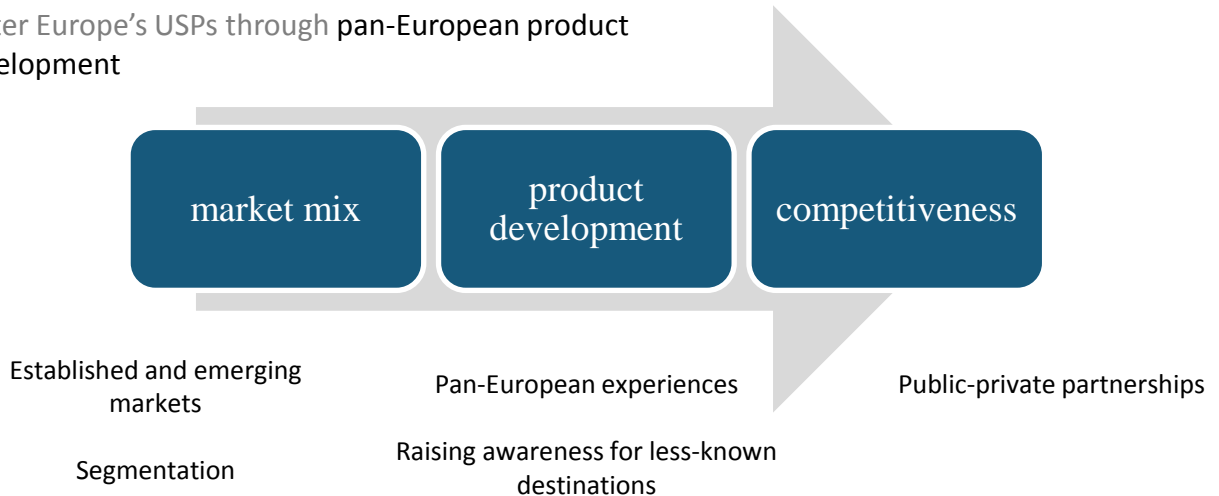 ter Europe's USPs through pan-European product
elopment
market mix
product
development
competitiveness
Established and emerging
markets
Segmentation
Pan-European experiences
Raising awareness for less-known
destinations
Public-private partnerships